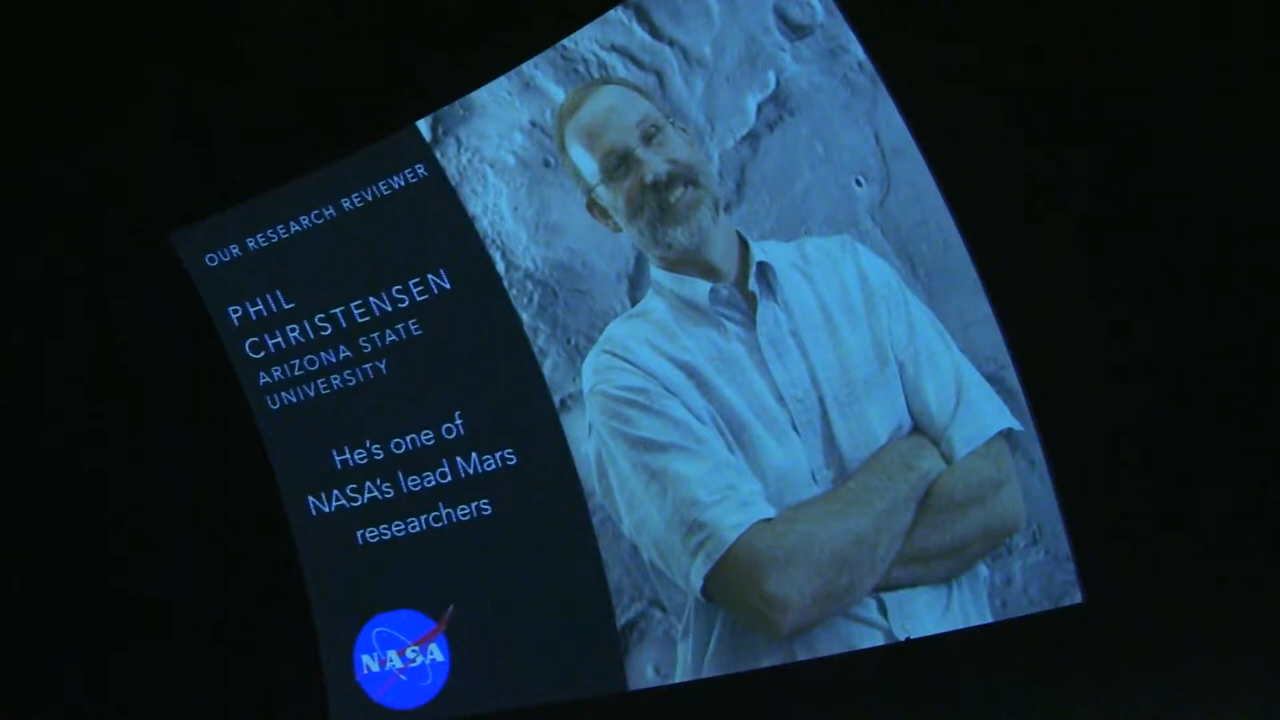 OUR RESEARCH REVIEWER
PHIL
CHRISTENSEN
ARIZONA STATE
UNIVERSITY
He's one of
NASA's lead Mars
researchers
NASA